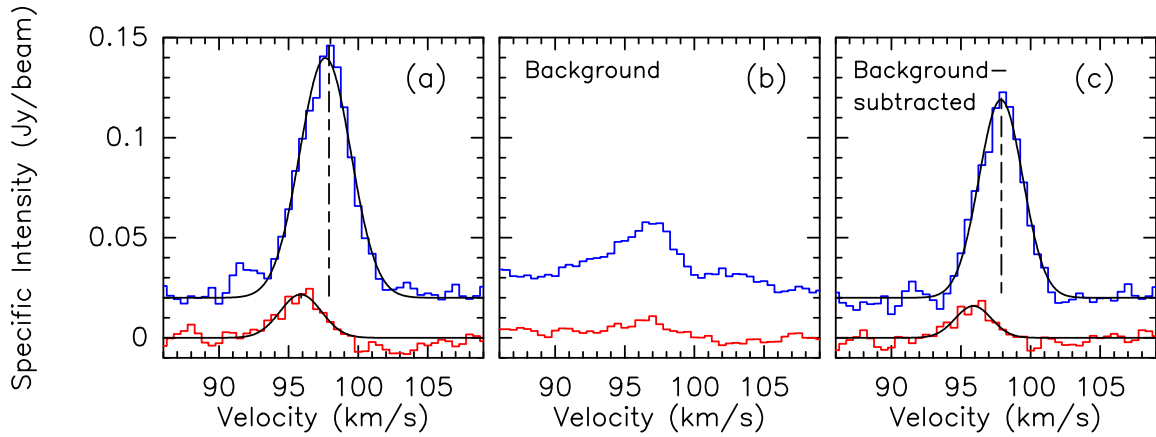 Specific Intensity (Jy/beam)
0.15
0.1
0.05
0
(a)
90 95 100 105
Velocity (km/s)
Background
(b)
90 95 100 105
Velocity (km/s)
Background-
subtracted
(c)
90 95 100 105
Velocity (km/s)